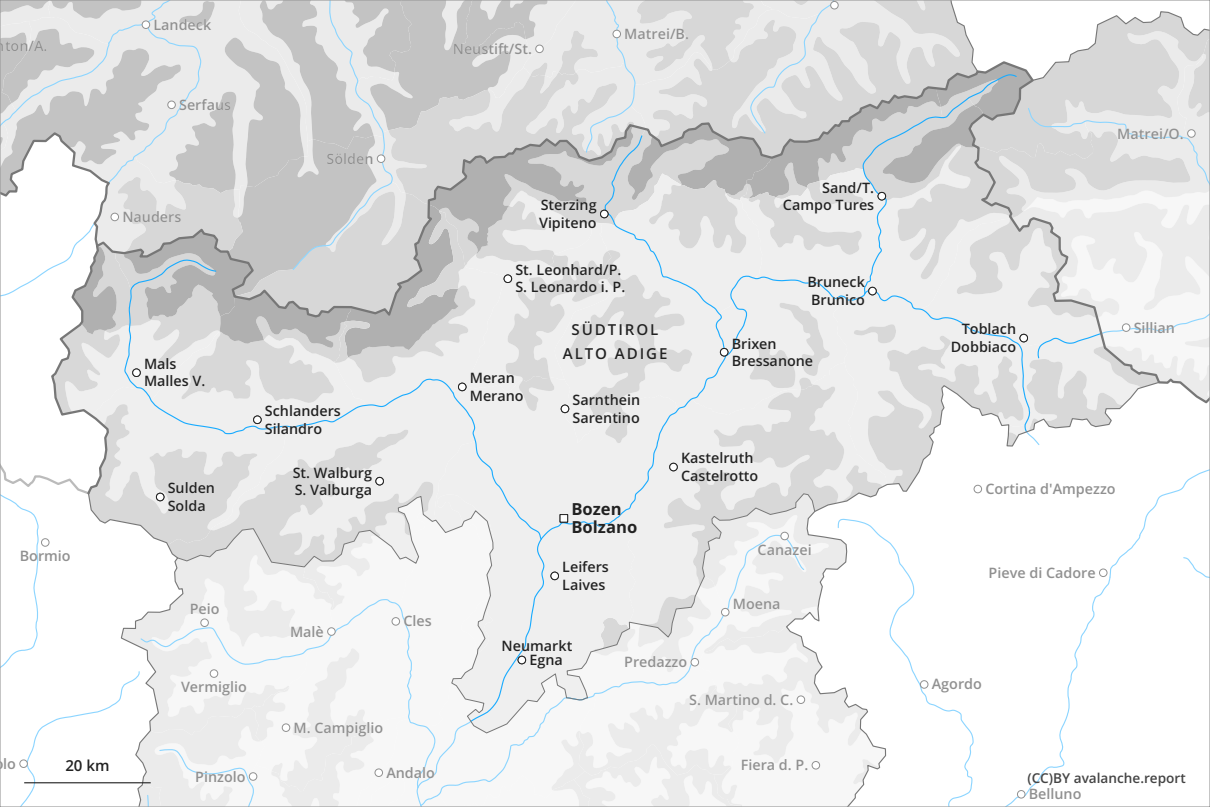 Landeck
Matrei/B.
Neustift/St.
Serfaus
Matrei/O.
Sölden
Sand/T.
Campo Tures
Nauders
Sterzing
Vipiteno
St. Leonhard/P.
S. Leonardo i. P.
Bruneck
Brunico
SÜDTIROL
ALTO ADIGE
Toblach
Dobbiaco
Sillian
Brixen
Bressanone
Mals
Malles V.
Meran
Merano
Sarnthein
Sarentino
Schlanders
Silandro
Kastelruth
Castelrotto
St. Walburg
S. Valburga
Sulden
Solda
Cortina d'Ampezzo
Bozen
Bolzano
Bormio
Canazei
Leifers
Laives
Pieve di Cadore
Peio
Moena
Malè
Cles
Neumarkt
Egna
Predazzo
Vermiglio
Agordo
S. Martino d. C.
M. Campiglio
20 km
Fiera d. P.
Pinzolo
Andalo
(CC)BY avalanche.report
Belluno